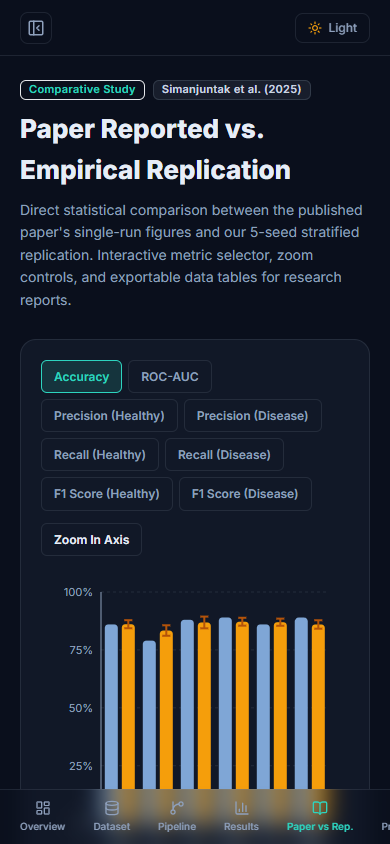 Light
Comparative Study
Simanjuntak et al. (2025)
Paper Reported vs.
Empirical Replication
Direct statistical comparison between the published
paper's single-run figures and our 5-seed stratified
replication. Interactive metric selector, zoom
controls, and exportable data tables for research
reports.
Accuracy
ROC-AUC
Precision (Healthy)
Precision (Disease)
Recall (Healthy)
Recall (Disease)
F1 Score (Healthy)
F1 Score (Disease)
Zoom In Axis
100%
75%
50%
25%
Overview
Dataset
Pipeline
Results
Paper vs Rep.